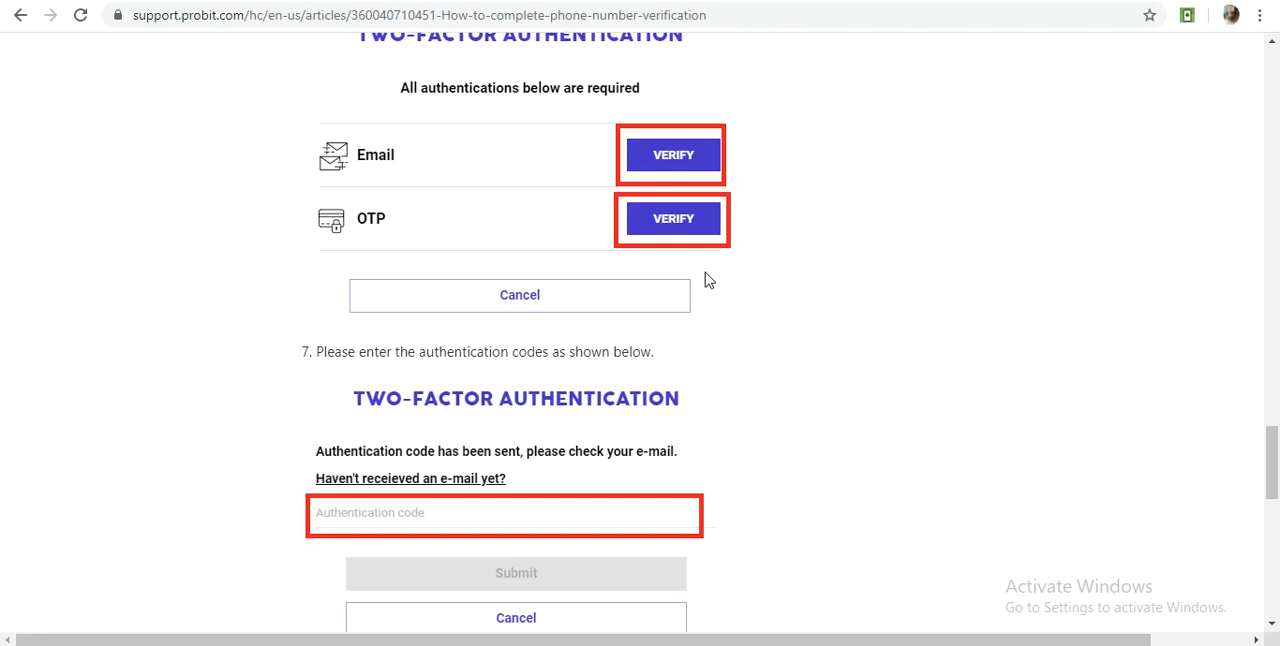 support.probit.com/hc/en-us/articles/360040710451-How-to-complete-phone-number-verification
TWO-FACTOR AUTHENTICATION
All authentications below are required
Email
VERIFY
OTP
VERIFY
Cancel
7. Please enter the authentication codes as shown below.
TWO-FACTOR AUTHENTICATION
Authentication code has been sent, please check your e-mail.
Haven't receieved an e-mail yet?
Authentication code
Submit
Cancel
Activate Windows
Go to Settings to activate Windows.